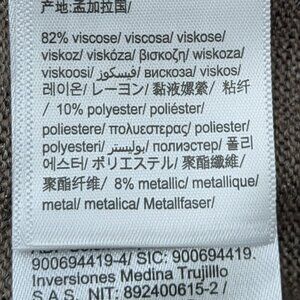 产地:孟加拉国/
82% viscose/ viscosa/ viskose/
viskoz/ viskóza/ βισκοζη/ wiskoza/
viskoosi/ فيسكوز/ вискоза/ viskos/
레이온/ レーヨン/ 黏液嫘縈/ 粘纤
/ 10% polyester/ poliéster/
poliestere/ πολυεστερας/ poliester/
polyesteri/ بوليستر/ полиэстер/ 폴리
에스터/ ポリエステル/ 聚酯纖維/
聚酯纤维/ 8% metallic/ metallique/
metal/ metalica/ Metallfaser/
900694419-4/ SIC: 900694419.
Inversiones Medina Trujillo
S.A.S. NIT: 892400615-2 /